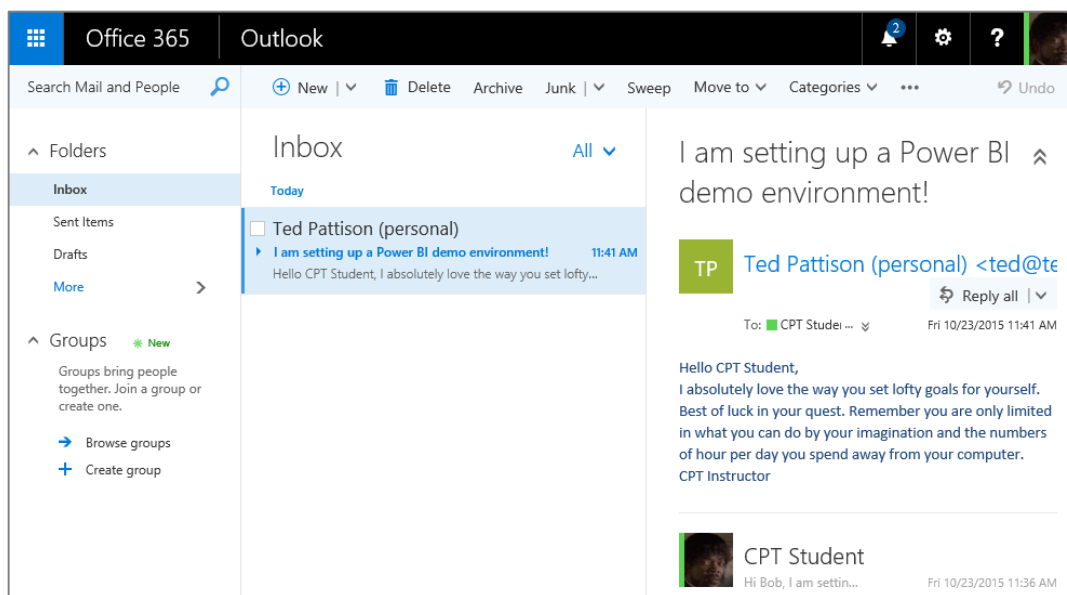 Office 365 Outlook 2 ?
Search Mail and People New Delete Archive Junk Sweep Move to Categories ••• Undo
Folders
Inbox
Sent Items
Drafts
More
Groups New
Groups bring people
together. Join a group or
create one.
Browse groups
Create group
Inbox All
Today
Ted Pattison (personal)
I am setting up a Power BI demo environment! 11:41 AM
Hello CPT Student, I absolutely love the way you set lofty...
I am setting up a Power BI
demo environment!
TP Ted Pattison (personal) <ted@te
Reply all
To: CPT Studei ... Fri 10/23/2015 11:41 AM
Hello CPT Student,
I absolutely love the way you set lofty goals for yourself.
Best of luck in your quest. Remember you are only limited
in what you can do by your imagination and the numbers
of hour per day you spend away from your computer.
CPT Instructor
CPT Student
Hi Bob, I am settin... Fri 10/23/2015 11:36 AM